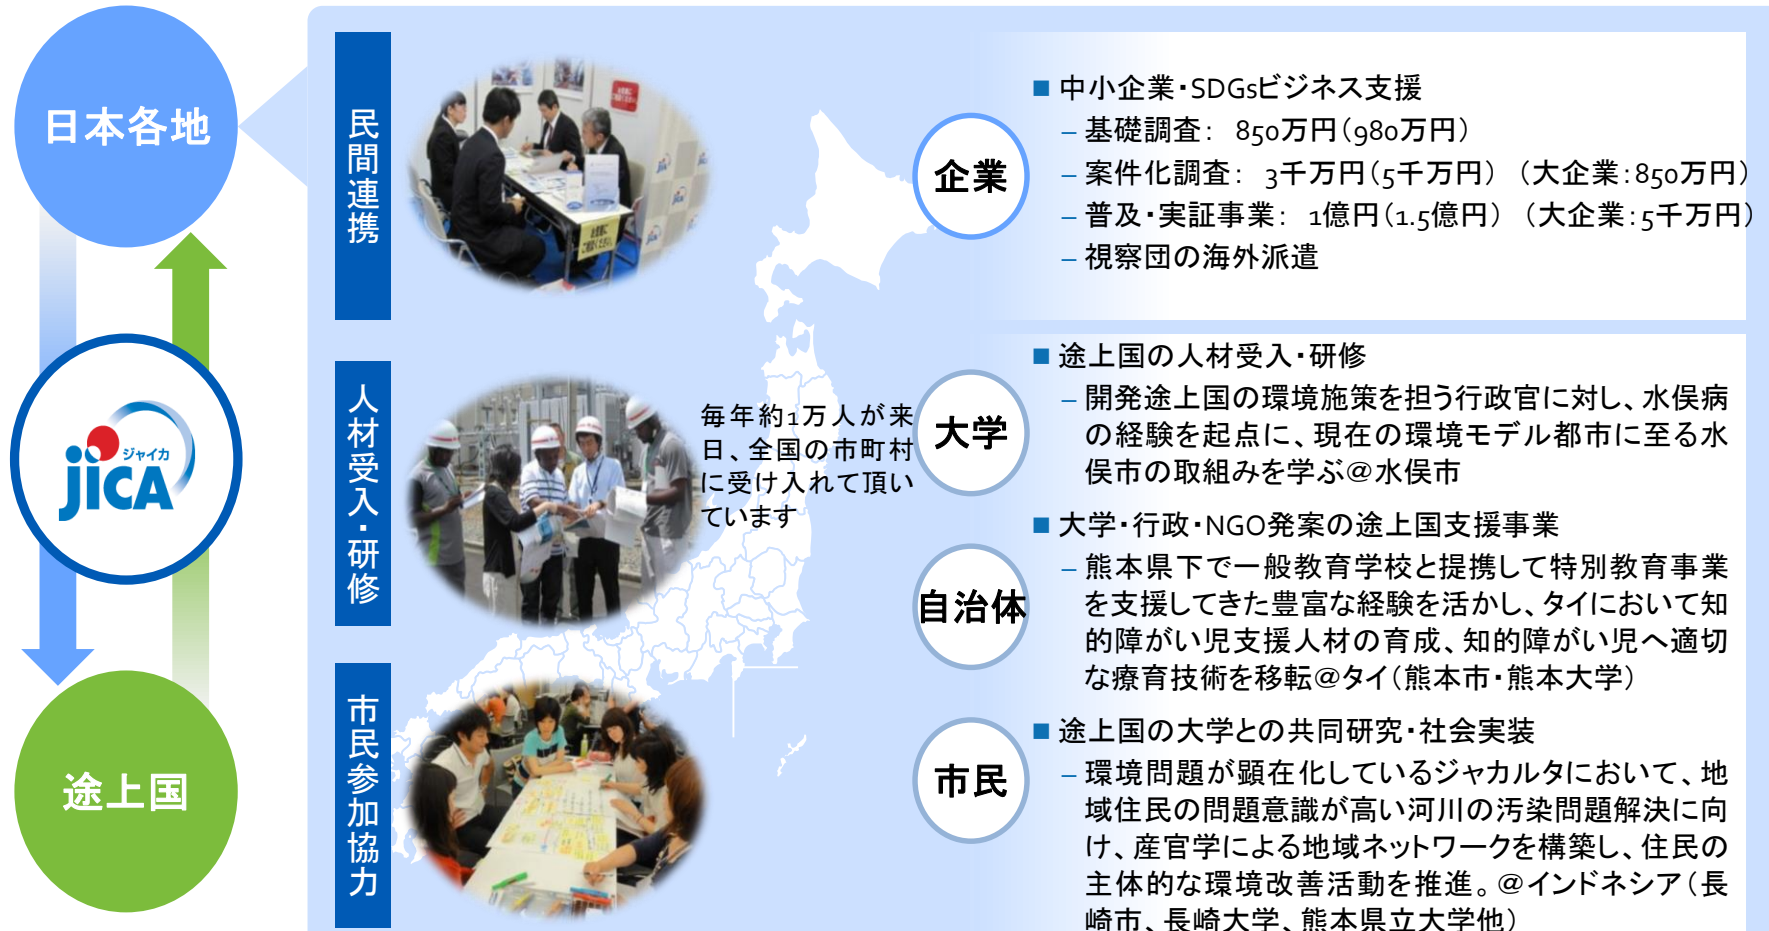 日本各地
ジャイカ
JICA
途上国
民間連携
人材受入・研修
市民参加協力
お気軽に
ご相談ください。
毎年約1万人が来
日、全国の市町村
に受け入れて頂い
ています
企業
■ 中小企業・SDGsビジネス支援
– 基礎調査： 850万円（980万円）
– 案件化調査： 3千万円（5千万円）（大企業：850万円）
– 普及・実証事業： 1億円（1.5億円）（大企業：5千万円）
– 視察団の海外派遣
大学
■ 途上国の人材受入・研修
– 開発途上国の環境施策を担う行政官に対し、水俣病
の経験を起点に、現在の環境モデル都市に至る水
俣市の取組みを学ぶ＠水俣市
自治体
■ 大学・行政・NGO発案の途上国支援事業
– 熊本県下で一般教育学校と提携して特別教育事業
を支援してきた豊富な経験を活かし、タイにおいて知
的障がい児支援人材の育成、知的障がい児へ適切
な療育技術を移転＠タイ（熊本市・熊本大学）
市民
■ 途上国の大学との共同研究・社会実装
– 環境問題が顕在化しているジャカルタにおいて、地
域住民の問題意識が高い河川の汚染問題解決に向
け、産官学による地域ネットワークを構築し、住民の
主体的な環境改善活動を推進。＠インドネシア（長
崎市、長崎大学、熊本県立大学他）